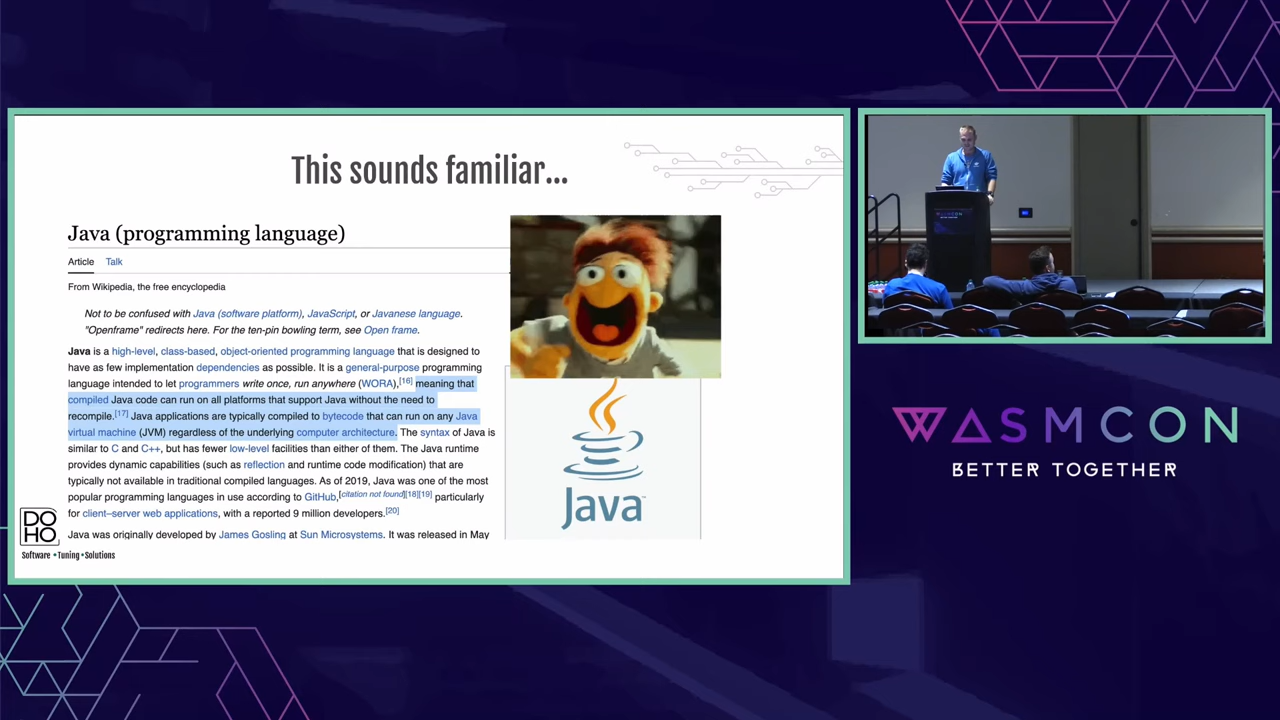 This sounds familiar...
Java (programming language)
Article Talk
From Wikipedia, the free encyclopedia
Not to be confused with Java (software platform), JavaScript, or Javanese language.
"Openframe" redirects here. For the ten-pin bowling term, see Open frame.
Java is a high-level, class-based, object-oriented programming language that is designed to
have as few implementation dependencies as possible. It is a general-purpose programming
language intended to let programmers write once, run anywhere (WORA),[16] meaning that
compiled Java code can run on all platforms that support Java without the need to
recompile.[17] Java applications are typically compiled to bytecode that can run on any Java
virtual machine (JVM) regardless of the underlying computer architecture. The syntax of Java is
similar to C and C++, but has fewer low-level facilities than either of them. The Java runtime
provides dynamic capabilities (such as reflection and runtime code modification) that are
typically not available in traditional compiled languages. As of 2019, Java was one of the most
popular programming languages in use according to GitHub,[citation not found][18][19] particularly
for client–server web applications, with a reported 9 million developers.[20]
Java was originally developed by James Gosling at Sun Microsystems. It was released in May
Java™
DO
HO
Software • Tuning • Solutions
WASMCON
WASMCON
BETTER TOGETHER